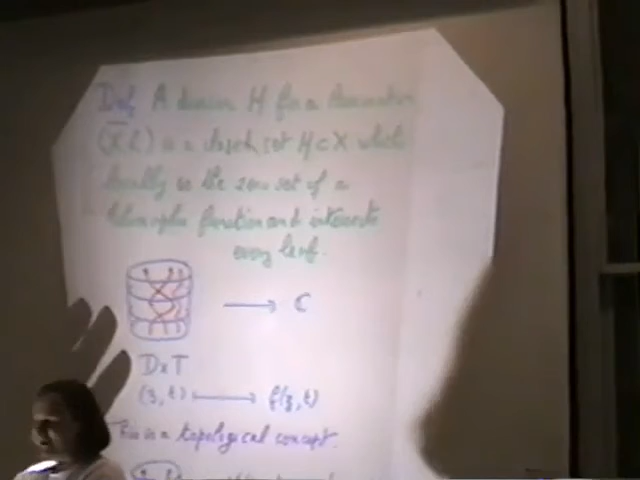 Def A divisor H for a lamination
(X, L) is a closed set H ⊂ X which
locally is the zero set of a
holomorphic function and intersects
every leaf.
⟶ C
D×T
(z, t) ⟼ f(z, t)
This is a topological concept.